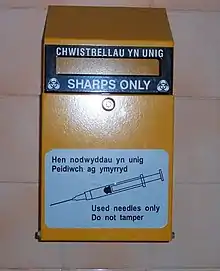 CHWISTRELLAU YN UNIG
SHARPS ONLY
Hen nodwyddau yn unig
Peidiwch ag ymyrryd
Used needles only
Do not tamper